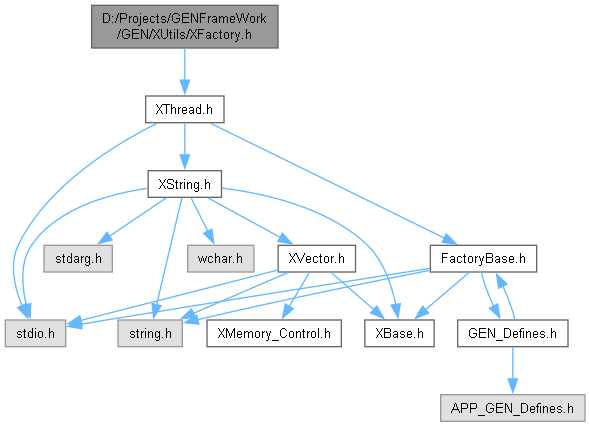 D:/Projects/GENFrameWork
/GEN/XUtils/XFactory.h
XThread.h
XString.h
stdarg.h
wchar.h
XVector.h
FactoryBase.h
stdio.h
string.h
XMemory_Control.h
XBase.h
GEN_Defines.h
APP_GEN_Defines.h